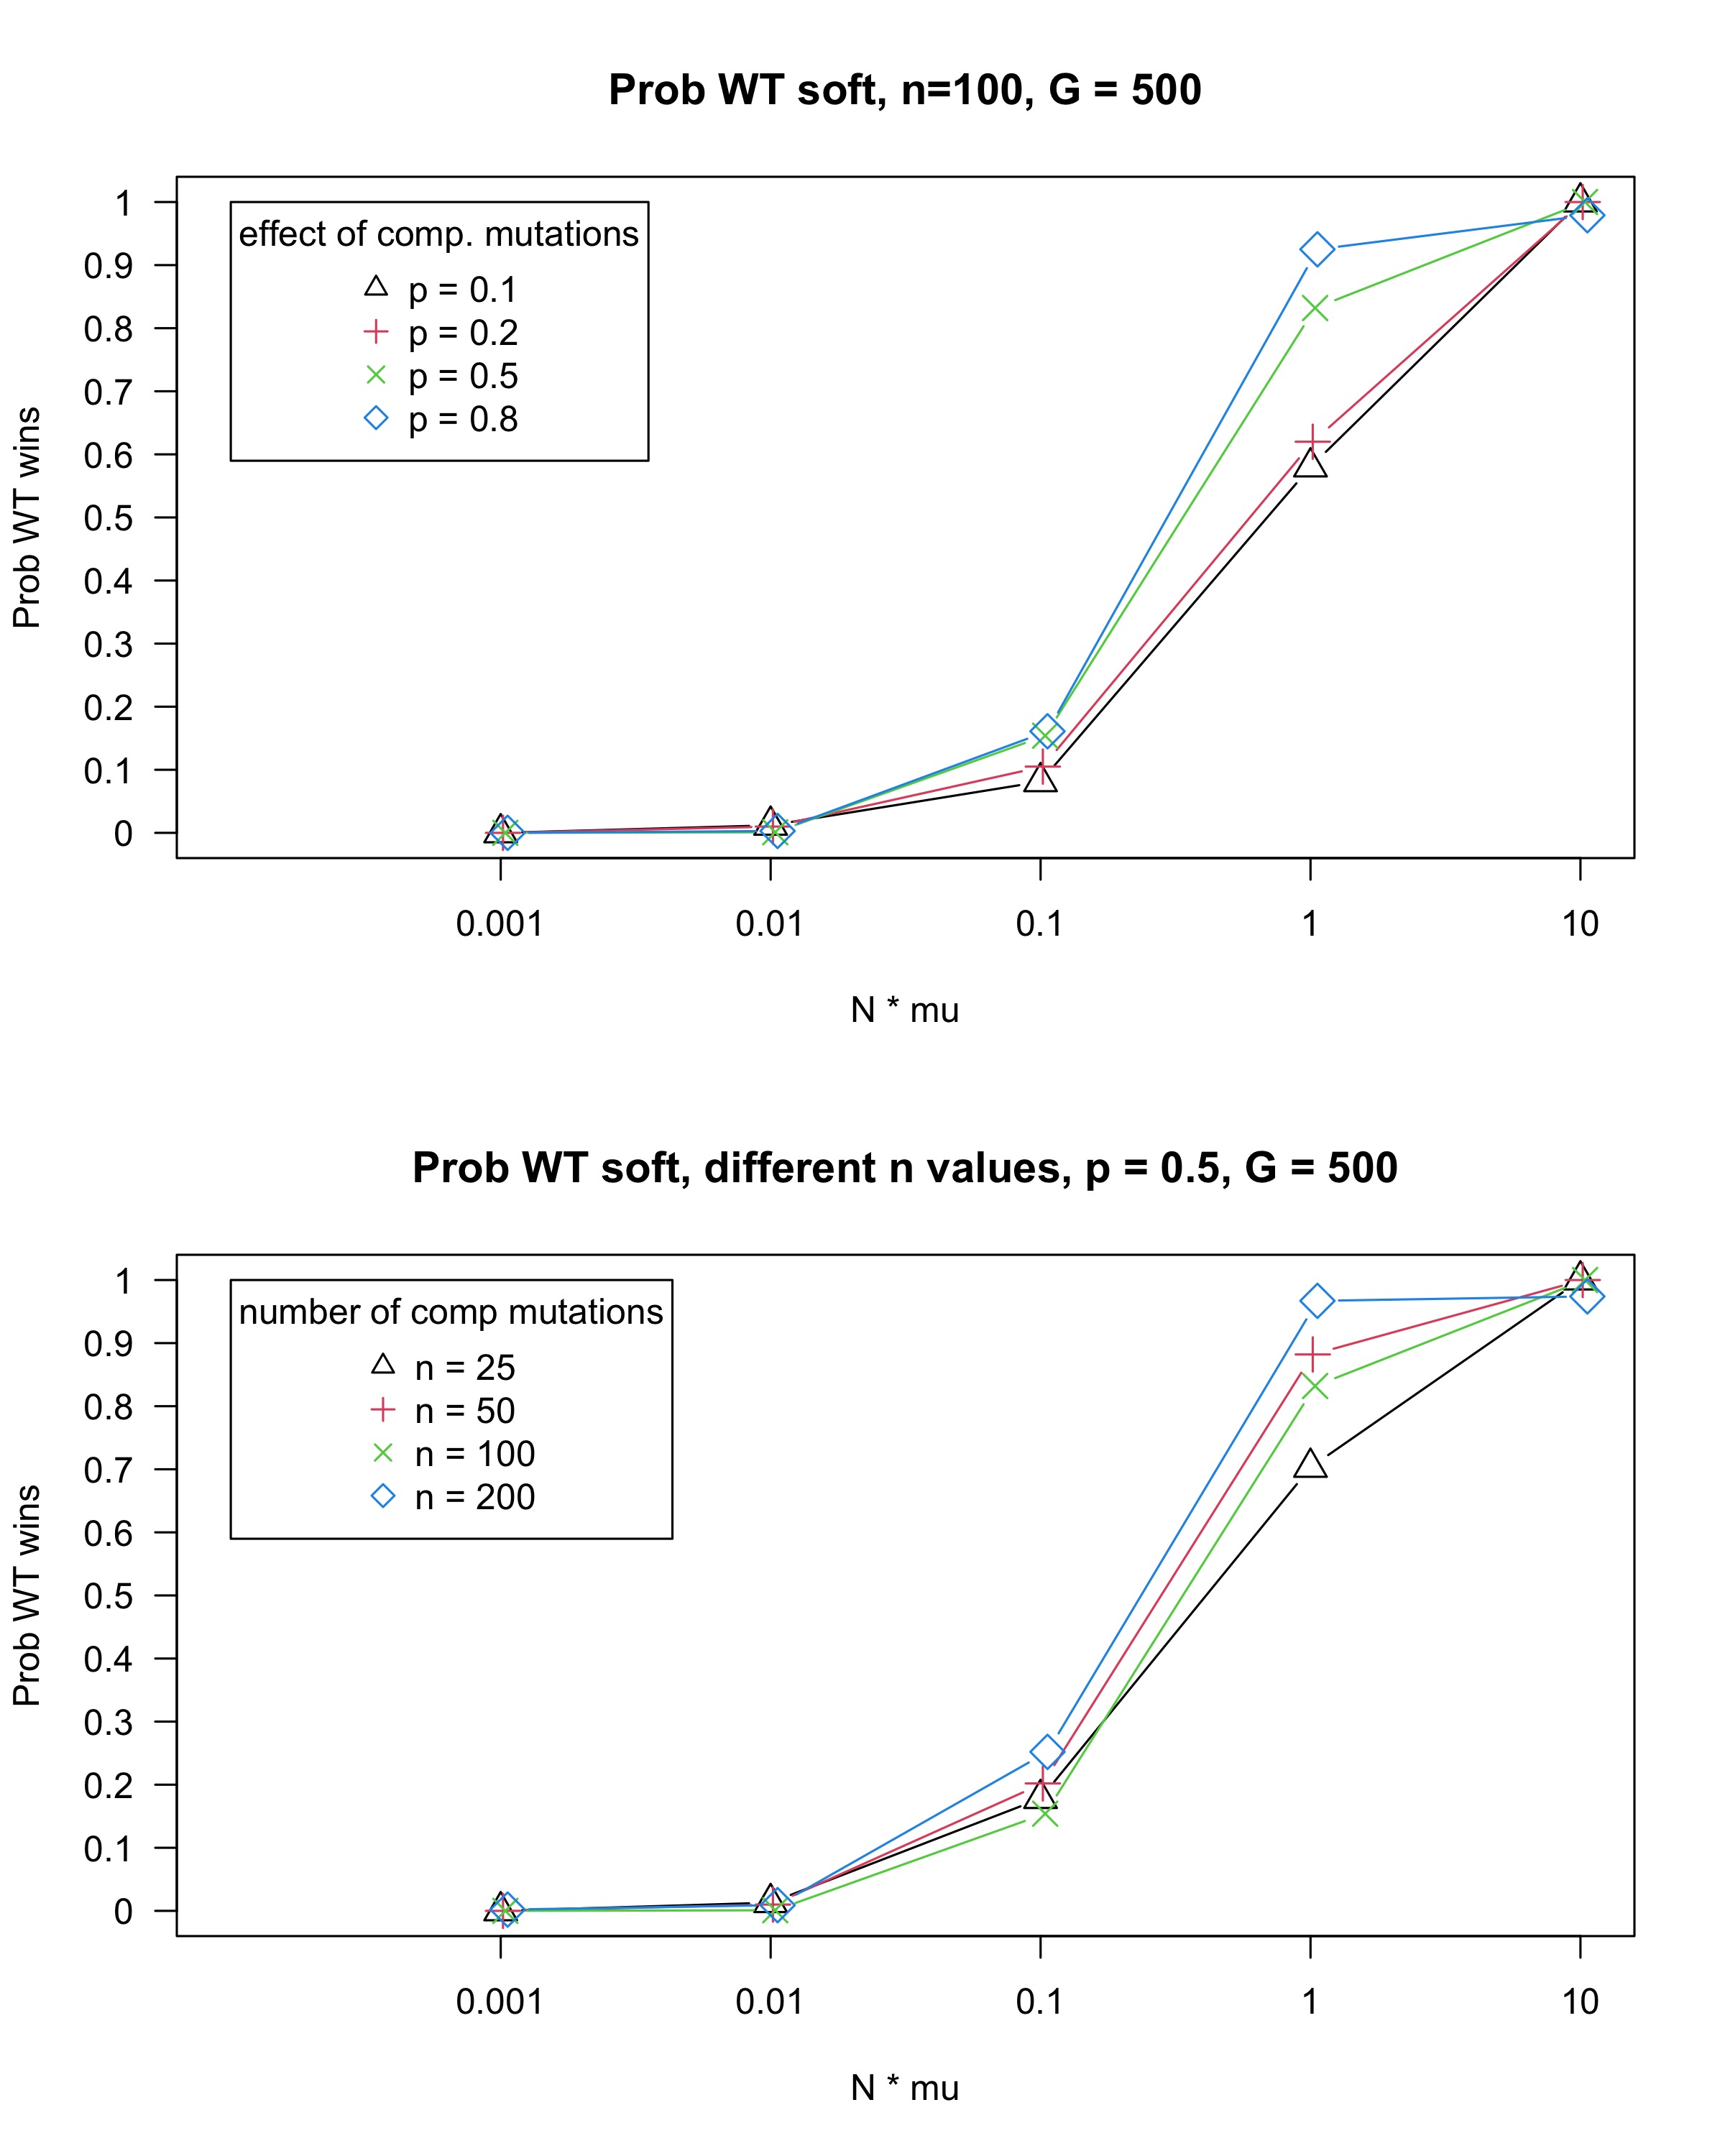 Prob WT soft, n=100, G = 500
effect of comp. mutations
p = 0.1
p = 0.2
p = 0.5
p = 0.8
Prob WT wins
1
0.9
0.8
0.7
0.6
0.5
0.4
0.3
0.2
0.1
0
0.001 0.01 0.1 1 10
N * mu
Prob WT soft, different n values, p = 0.5, G = 500
number of comp mutations
n = 25
n = 50
n = 100
n = 200
Prob WT wins
1
0.9
0.8
0.7
0.6
0.5
0.4
0.3
0.2
0.1
0
0.001 0.01 0.1 1 10
N * mu